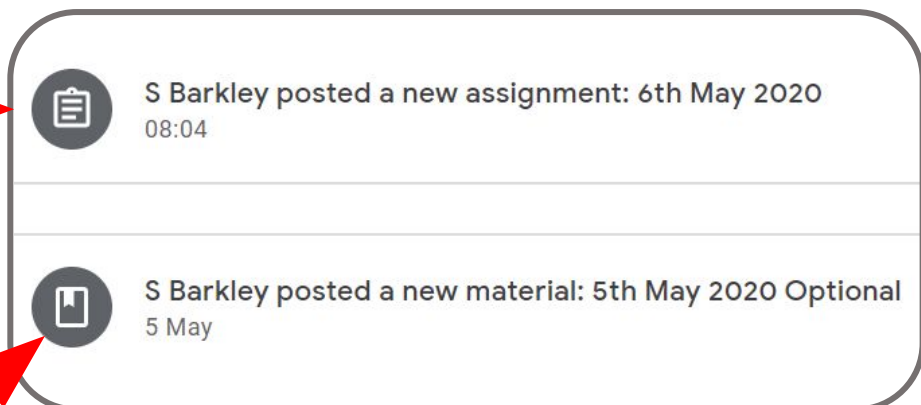 S Barkley posted a new assignment: 6th May 2020
08:04
S Barkley posted a new material: 5th May 2020 Optional
5 May